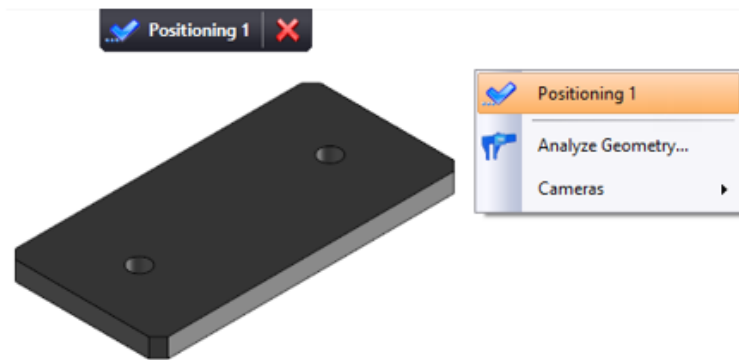 Positioning 1
Positioning 1
Analyze Geometry...
Cameras